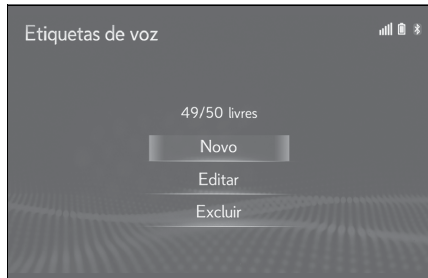 Etiquetas de voz
49/50 livres
Novo
Editar
Excluir